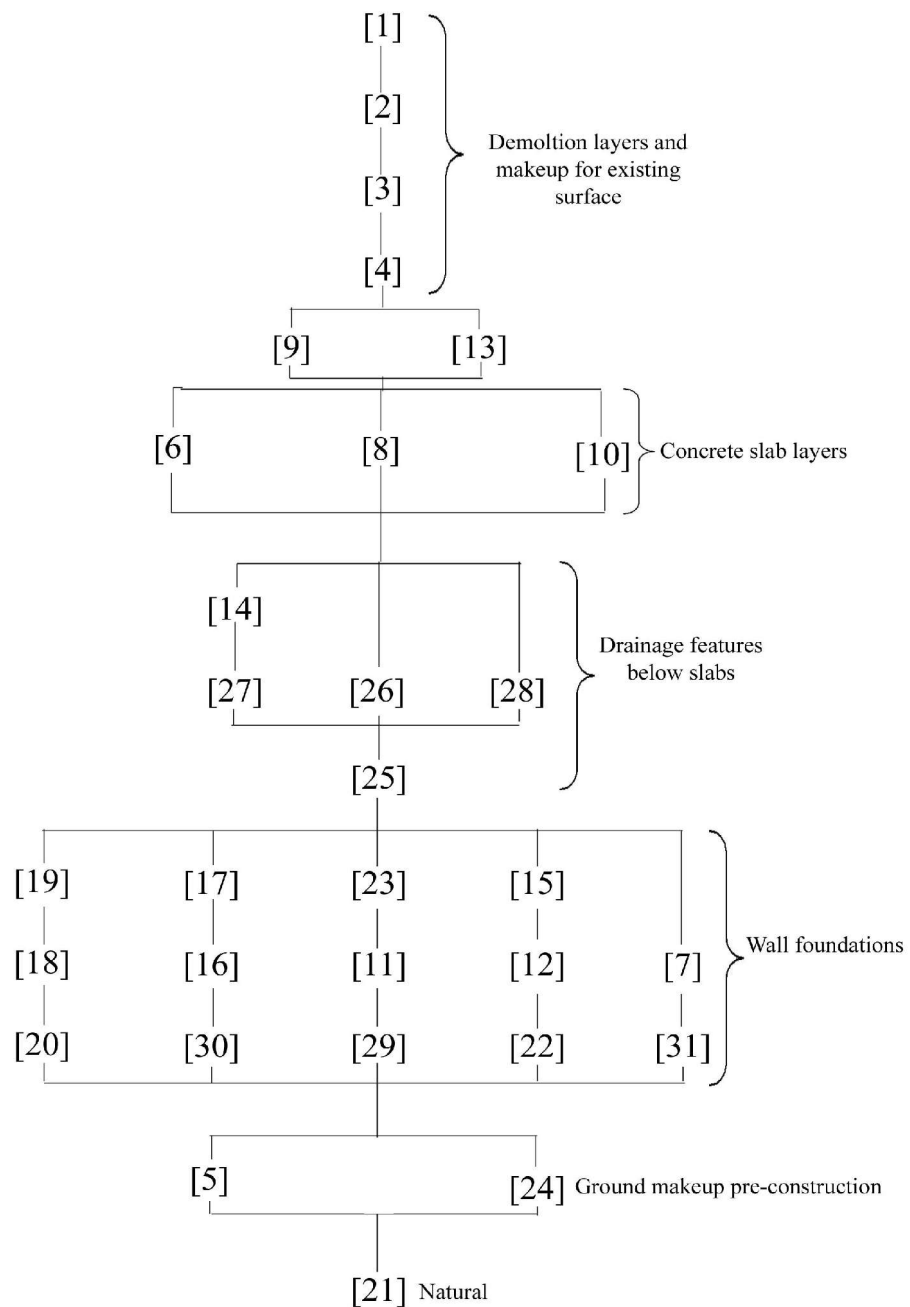 [1]
[2]
Demoltion layers and
makeup for existing
surface
[3]
[4]
[9] [13]
[6] [8] [10] Concrete slab layers
[14]
Drainage features
below slabs
[27] [26] [28]
[25]
[19] [17] [23] [15]
Wall foundations
[18] [16] [11] [12] [7]
[20] [30] [29] [22] [31]
[5] [24] Ground makeup pre-construction
[21] Natural